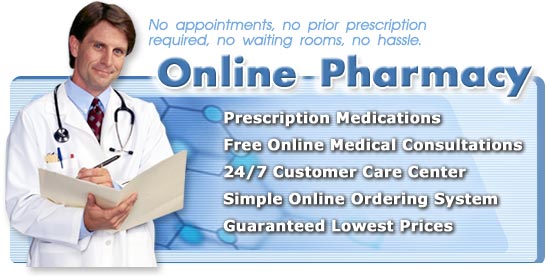 No appointments, no prior prescription
required, no waiting rooms, no hassle.
Online Pharmacy
Prescription Medications
Free Online Medical Consultations
24/7 Customer Care Center
Simple Online Ordering System
Guaranteed Lowest Prices